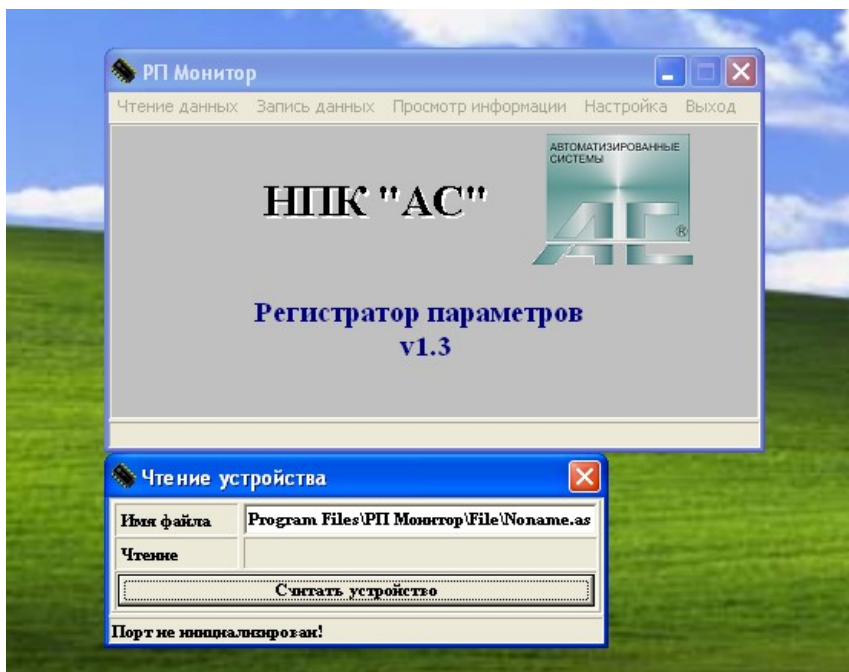 РП Монитор
Чтение данных Запись данных Просмотр информации Настройка Выход
АВТОМАТИЗИРОВАННЫЕ
СИСТЕМЫ
НПК "АС"
АС®
Регистратор параметров
v1.3
Чтение устройства
Имя файла Program Files\РП Монитор\File\Noname.as
Чтение
Считать устройство
Порт не инициализирован!